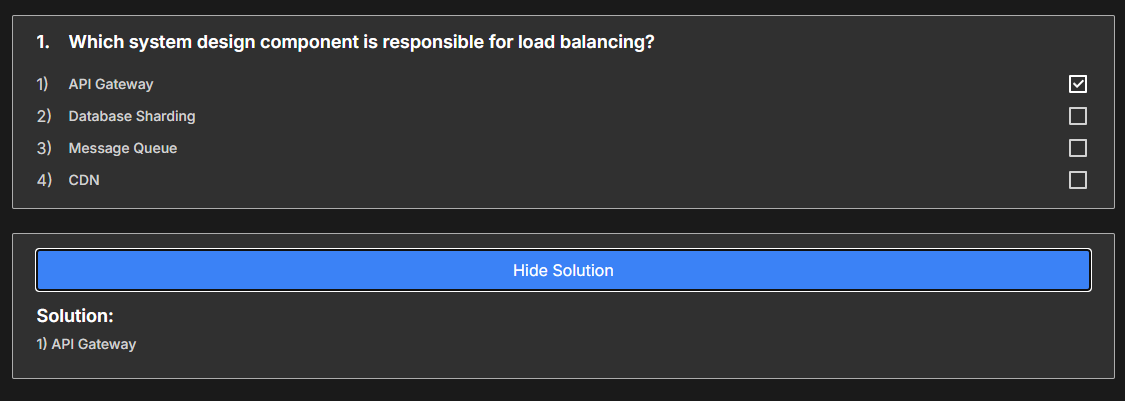 1. Which system design component is responsible for load balancing?
1) API Gateway
2) Database Sharding
3) Message Queue
4) CDN
Hide Solution
Solution:
1) API Gateway